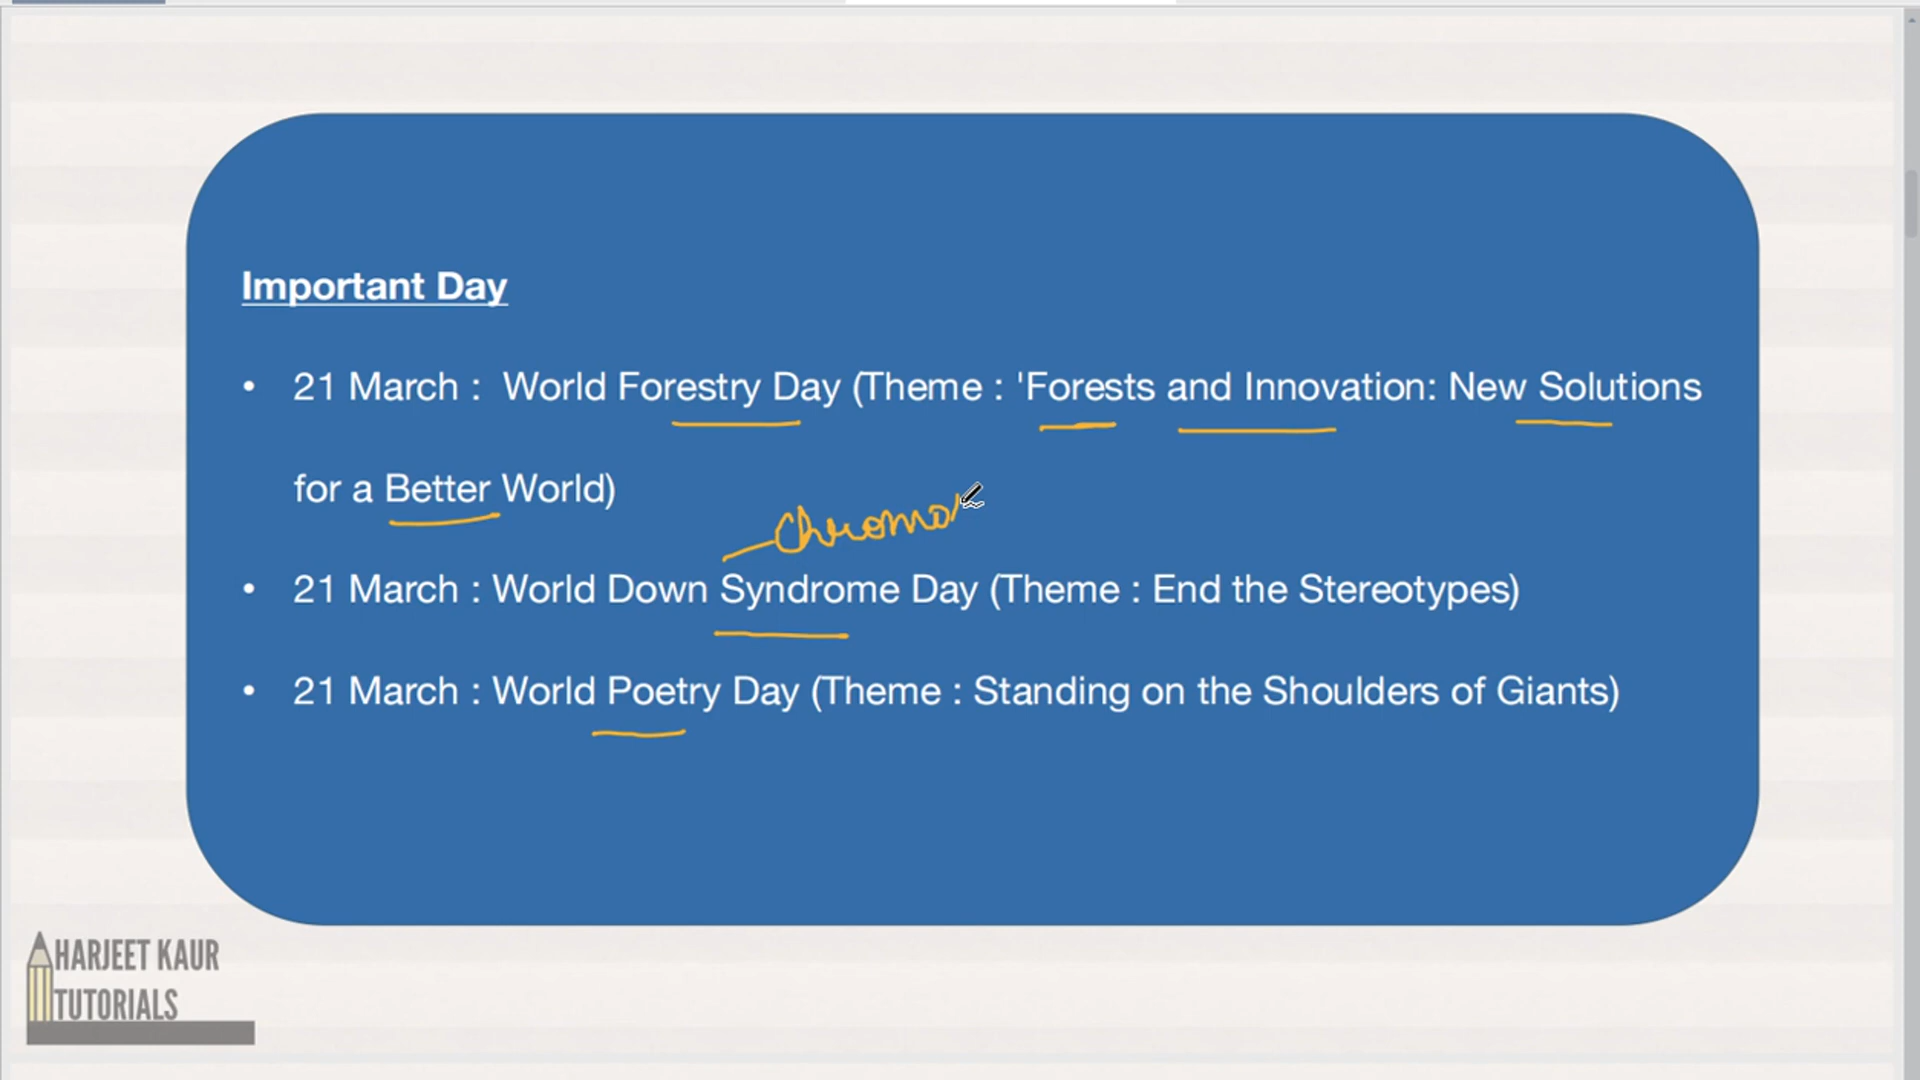 Important Day
• 21 March : World Forestry Day (Theme : 'Forests and Innovation: New Solutions
for a Better World)
Chromo
• 21 March : World Down Syndrome Day (Theme : End the Stereotypes)
• 21 March : World Poetry Day (Theme : Standing on the Shoulders of Giants)
HARJEET KAUR
TUTORIALS